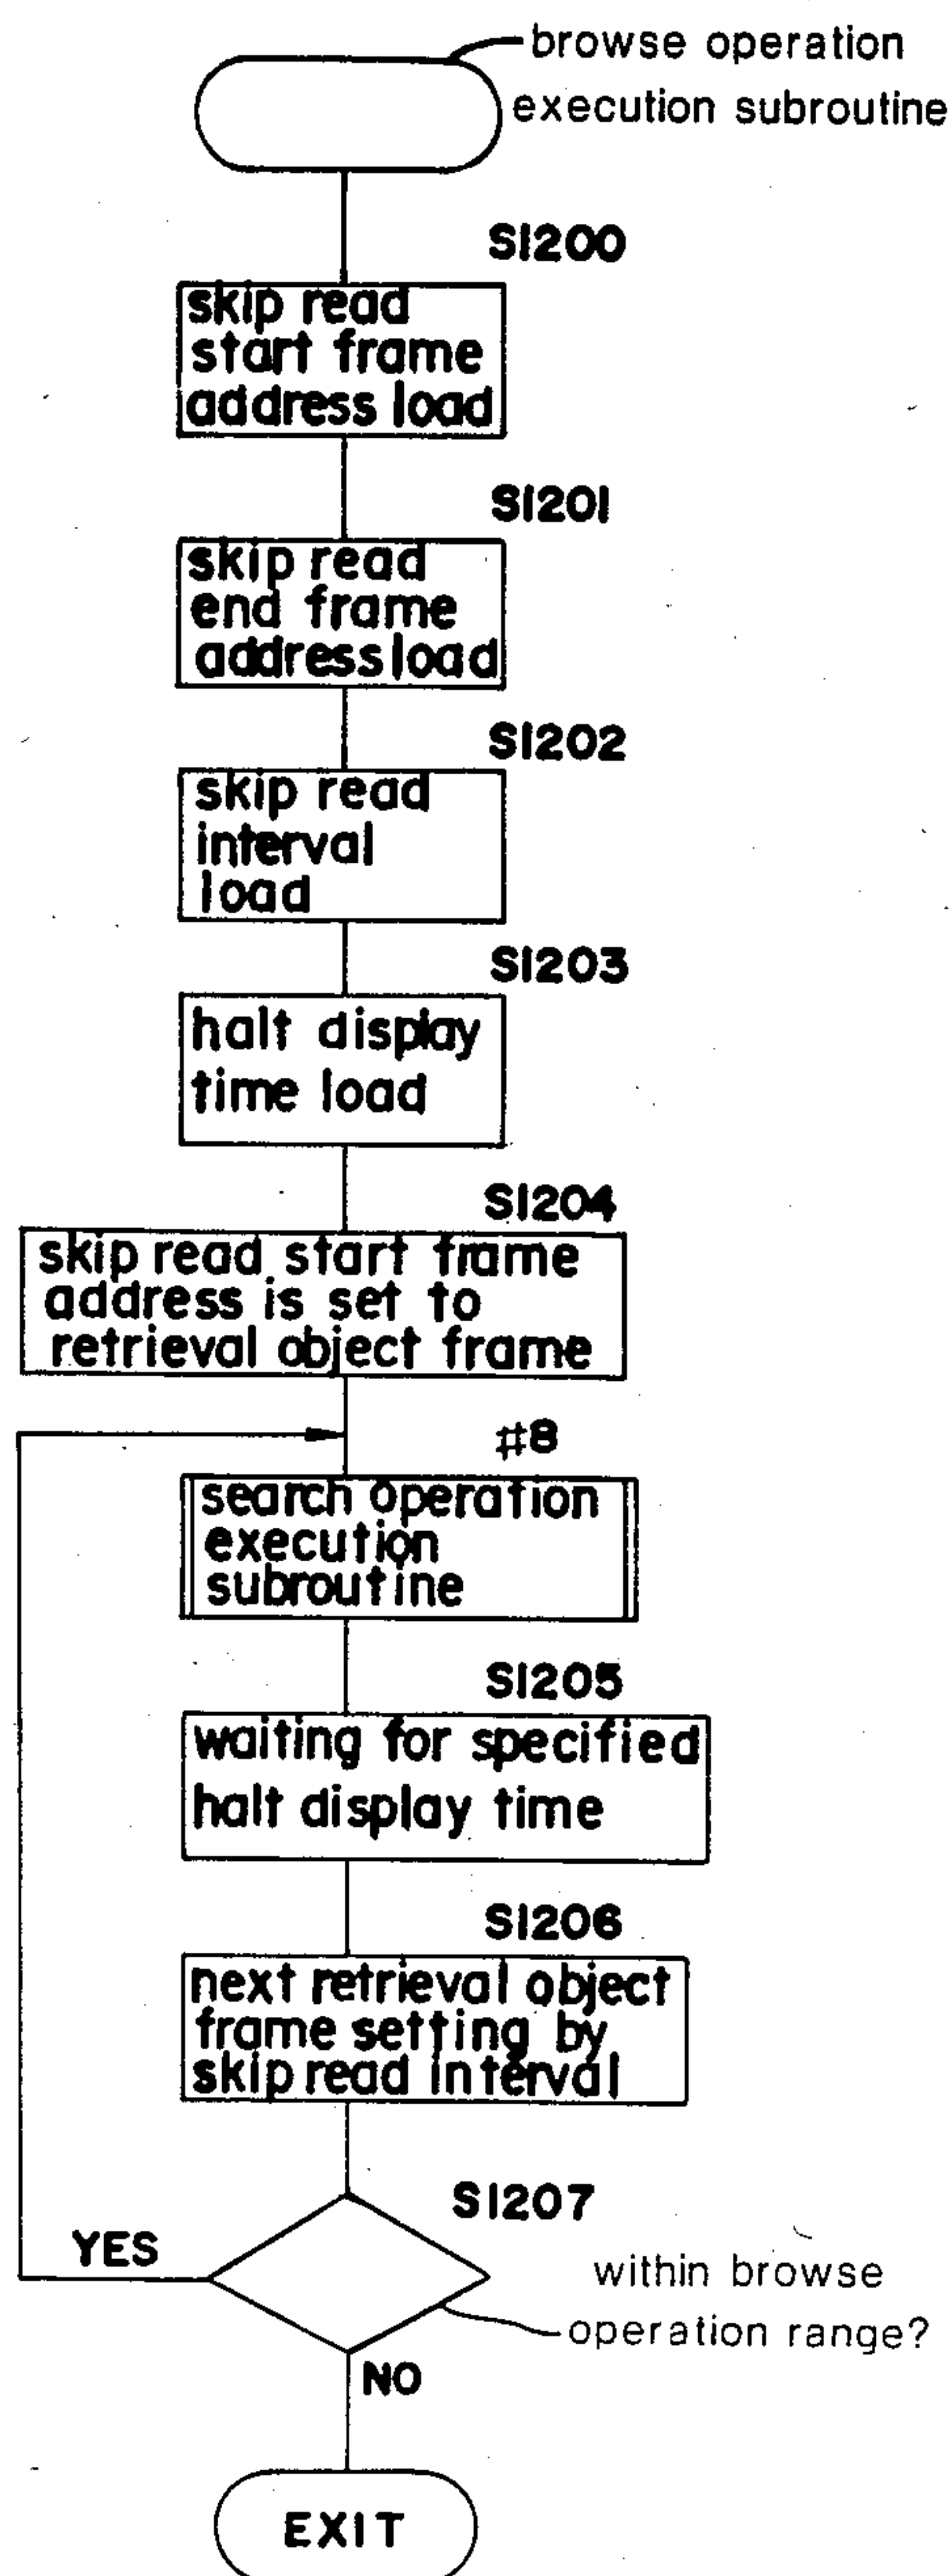 browse operation
execution subroutine
S1200
skip read
start frame
address load
S1201
skip read
end frame
address load
S1202
skip read
interval
load
S1203
halt display
time load
S1204
skip read start frame
address is set to
retrieval object frame
#8
search operation
execution
subroutine
S1205
waiting for specified
halt display time
S1206
next retrieval object
frame setting by
skip read interval
S1207
YES
within browse
operation range?
NO
EXIT